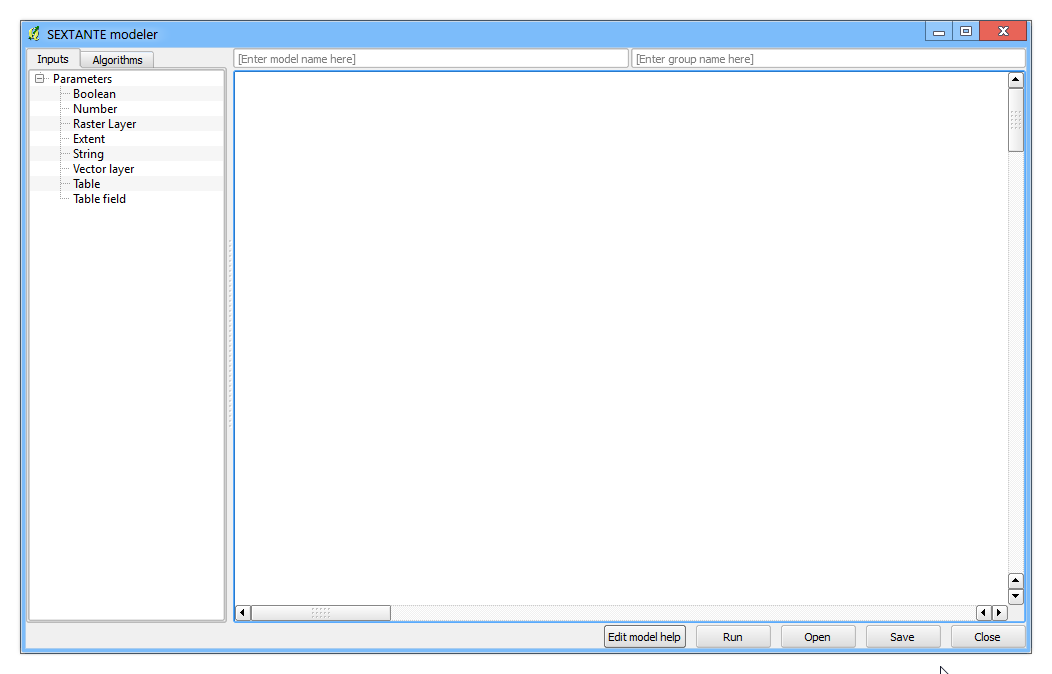 SEXTANTE modeler
Inputs Algorithms [Enter model name here] [Enter group name here]
Parameters
Boolean
Number
Raster Layer
Extent
String
Vector layer
Table
Table field
Edit model help Run Open Save Close